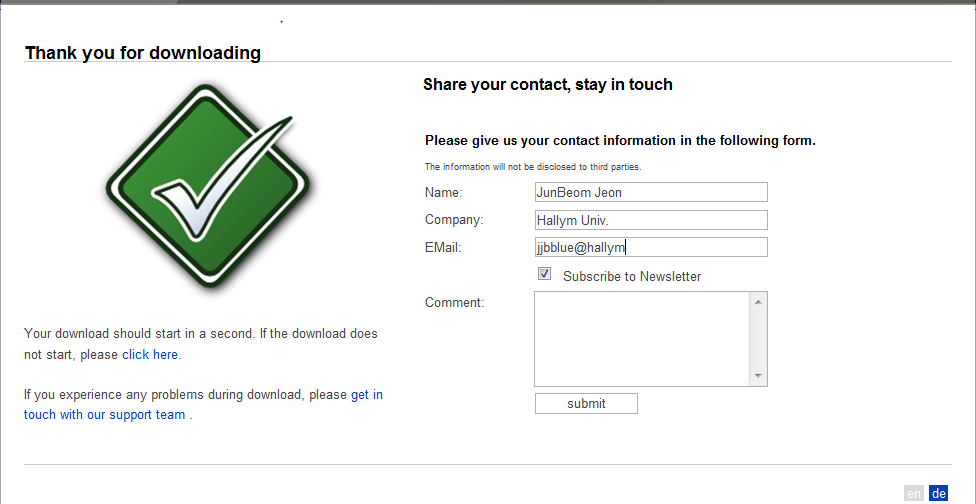 Thank you for downloading
Share your contact, stay in touch
Please give us your contact information in the following form.
The information will not be disclosed to third parties.
Name: JunBeom Jeon
Company: Hallym Univ.
EMail: jjbblue@hallym
Subscribe to Newsletter
Comment:
submit
Your download should start in a second. If the download does
not start, please click here.
If you experience any problems during download, please get in
touch with our support team .
en de